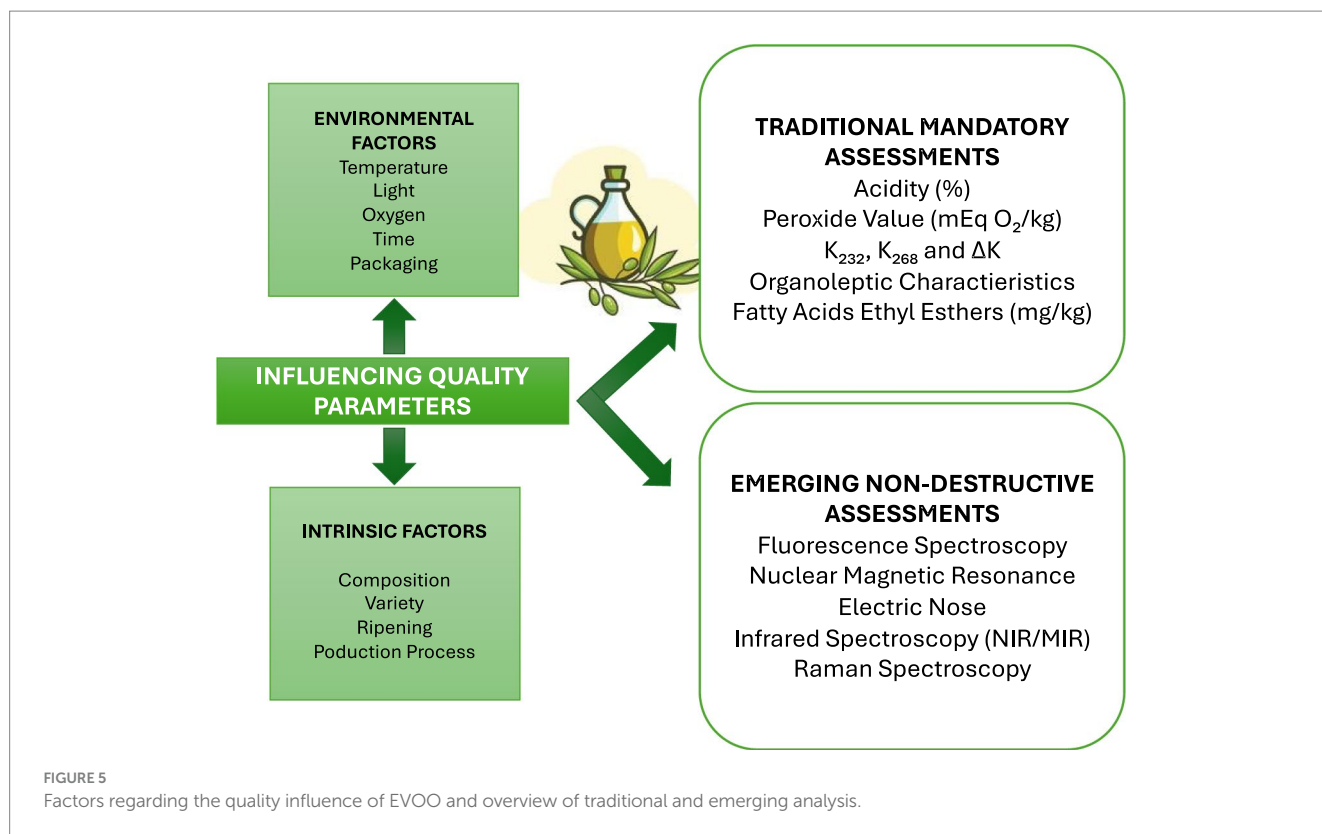 ENVIRONMENTAL
FACTORS
Temperature
Light
Oxygen
Time
Packaging
INFLUENCING QUALITY
PARAMETERS
INTRINSIC FACTORS
Composition
Variety
Ripening
Poduction Process
TRADITIONAL MANDATORY
ASSESSMENTS
Acidity (%)
Peroxide Value (mEq O₂/kg)
K₂₃₂, K₂₆₈ and ΔK
Organoleptic Charactieristics
Fatty Acids Ethyl Esthers (mg/kg)
EMERGING NON-DESTRUCTIVE
ASSESSMENTS
Fluorescence Spectroscopy
Nuclear Magnetic Resonance
Electric Nose
Infrared Spectroscopy (NIR/MIR)
Raman Spectroscopy
FIGURE 5
Factors regarding the quality influence of EVOO and overview of traditional and emerging analysis.